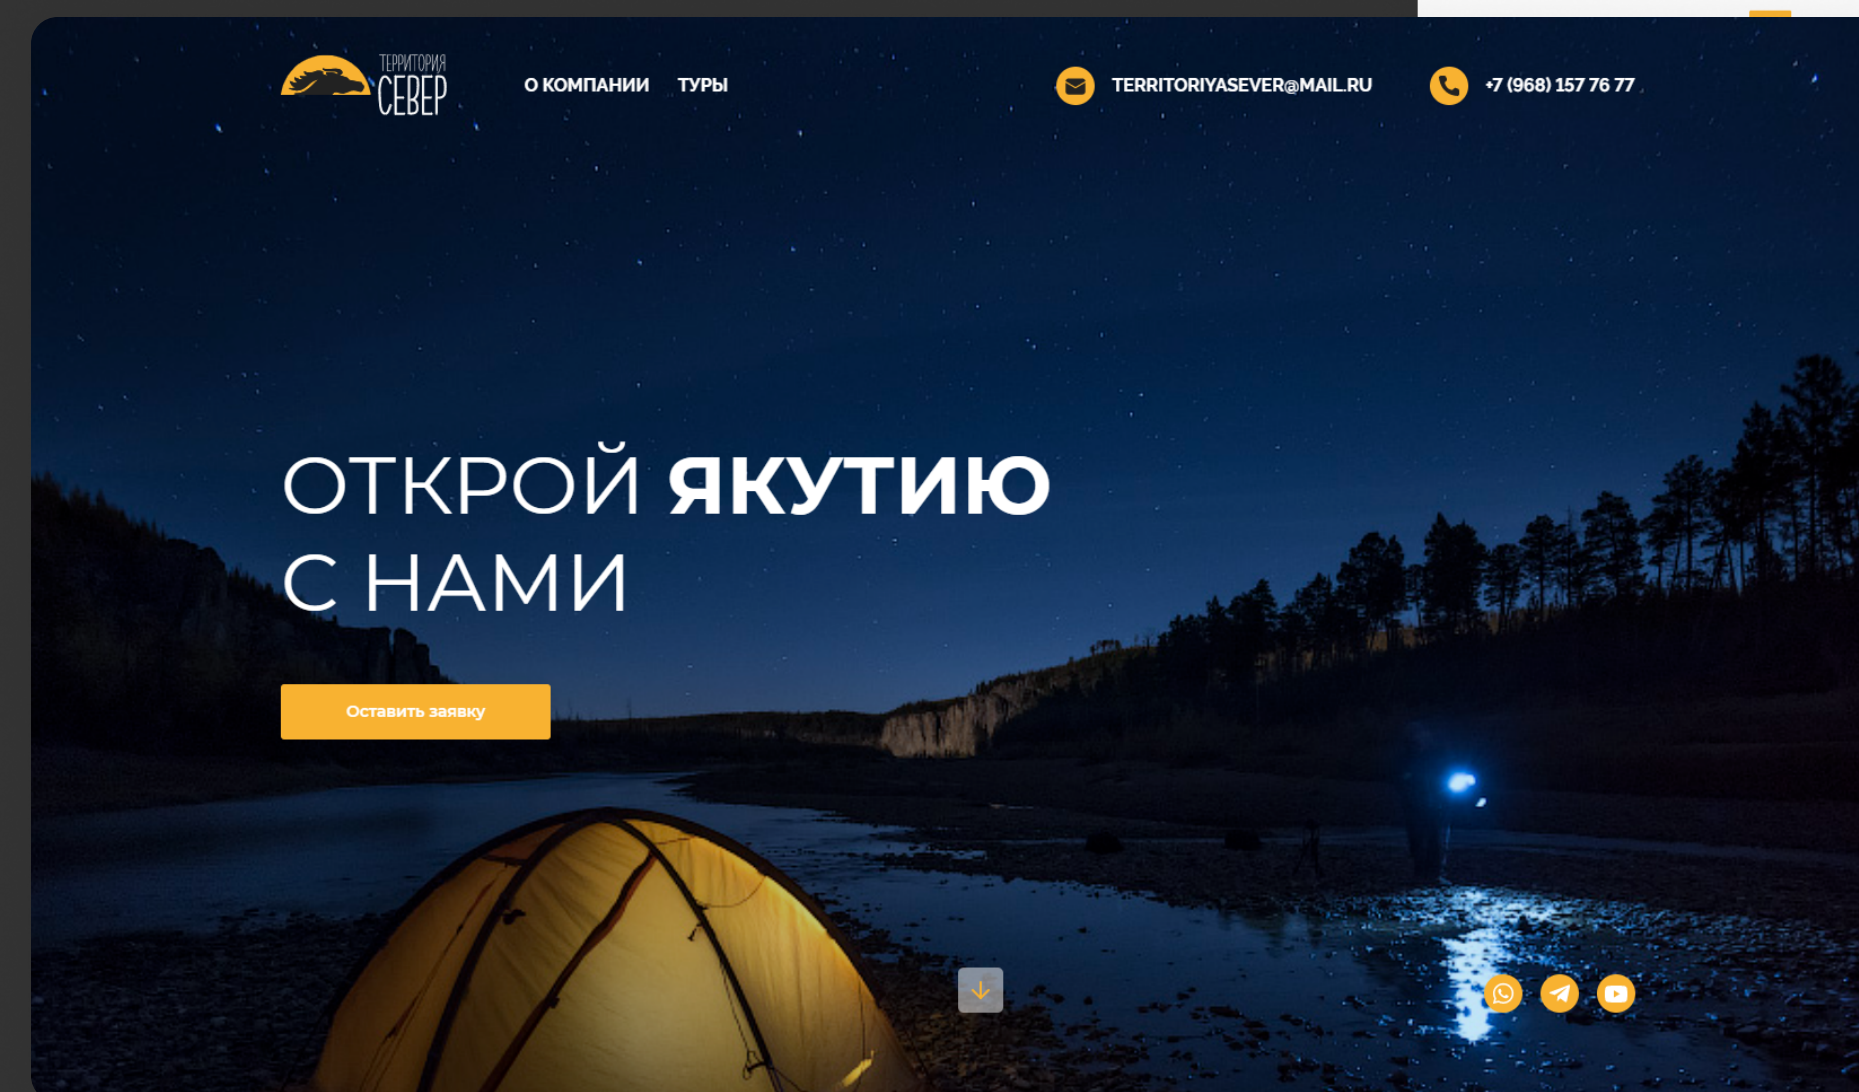 ТЕРРИТОРИЯ
СЕВЕР
О КОМПАНИИ ТУРЫ
TERRITORIYASEVER@MAIL.RU
+7 (968) 157 76 77
ОТКРОЙ ЯКУТИЮ
С НАМИ
Оставить заявку